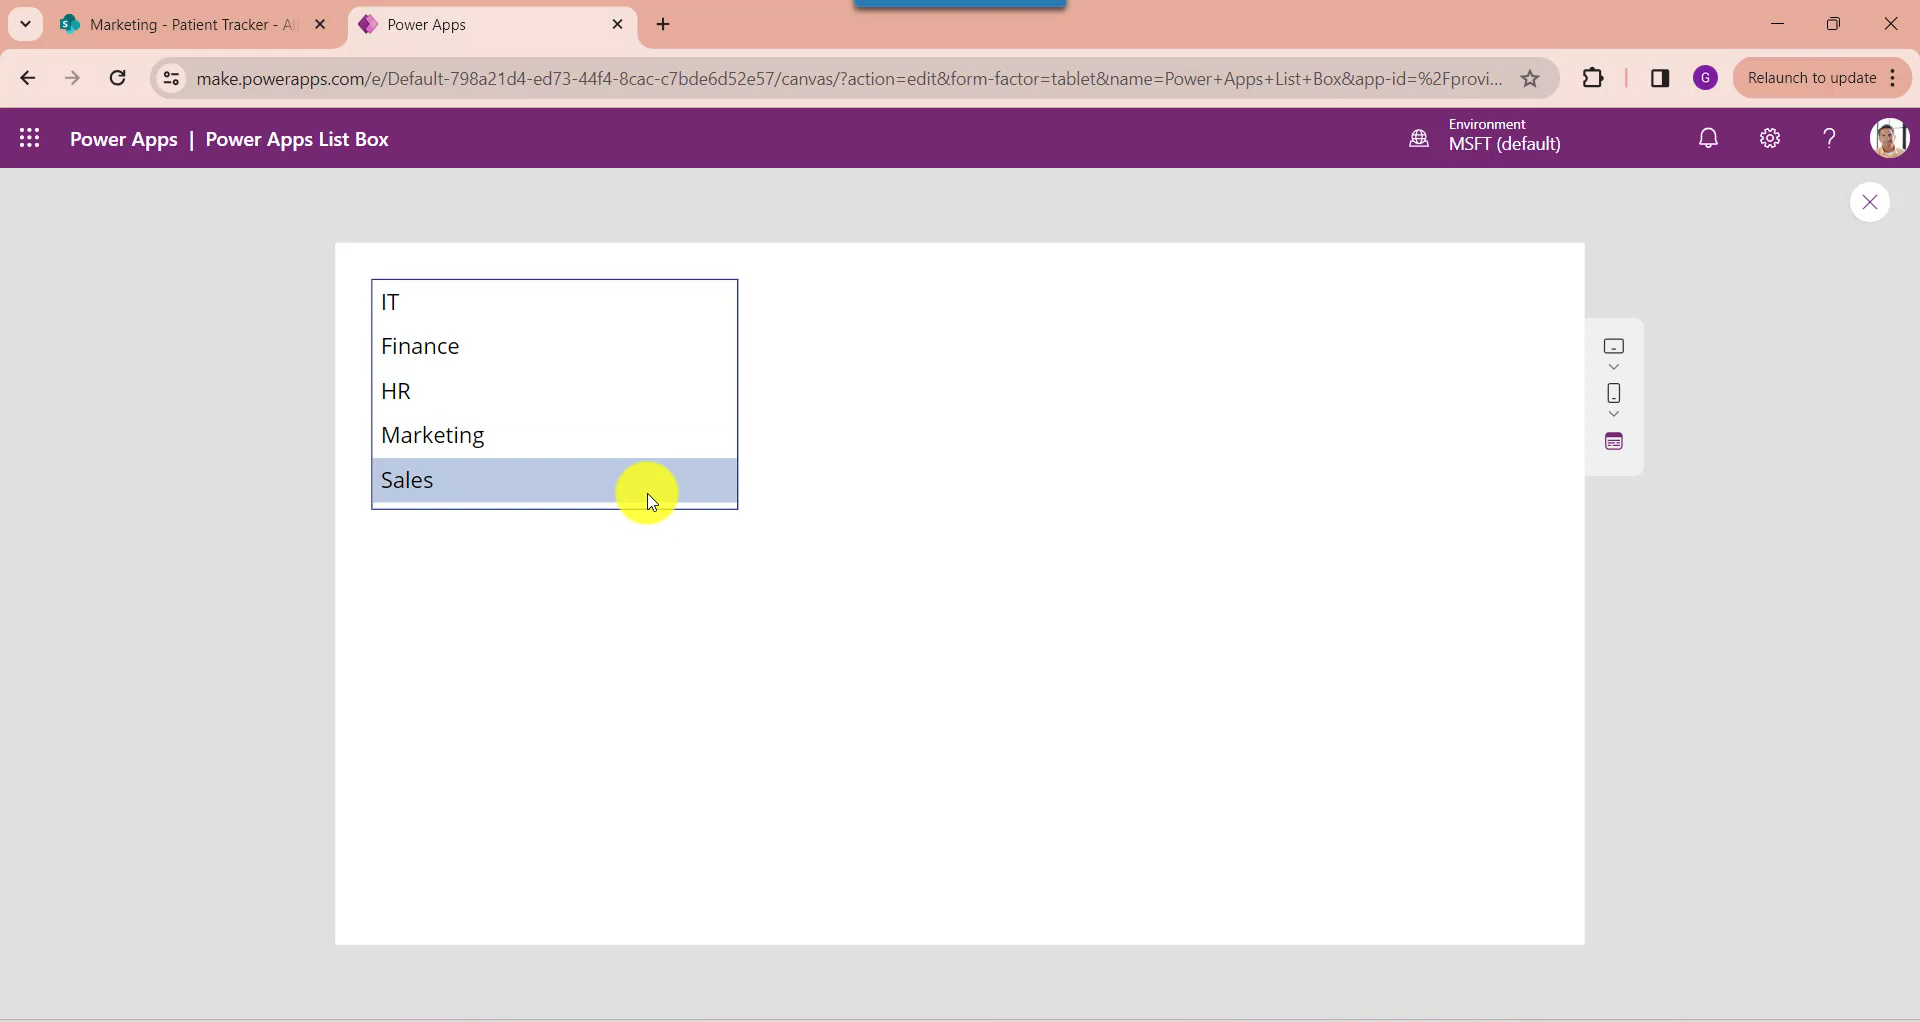 Marketing - Patient Tracker - Al
Power Apps
make.powerapps.com/e/Default-798a21d4-ed73-44f4-8cac-c7bde6d52e57/canvas/?action=edit&form-factor=tablet&name=Power+Apps+List+Box&app-id=%2Fprovi...
G
Relaunch to update
Power Apps | Power Apps List Box
Environment
MSFT (default)
IT
Finance
HR
Marketing
Sales